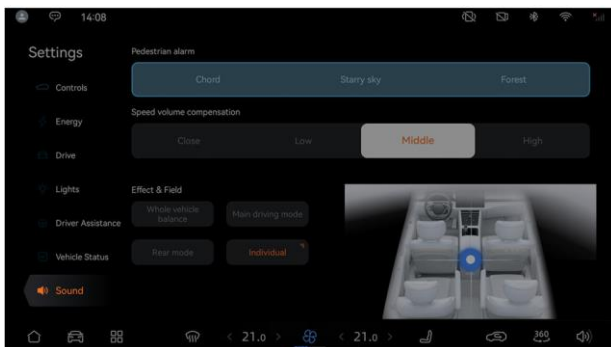 14:08
Settings
Controls
Energy
Drive
Lights
Driver Assistance
Vehicle Status
Sound
Pedestrian alarm
Chord Starry sky Forest
Speed volume compensation
Close Low Middle High
Effect & Field
Whole vehicle
balance
Main driving mode
Rear mode Individual
21.0 21.0 360